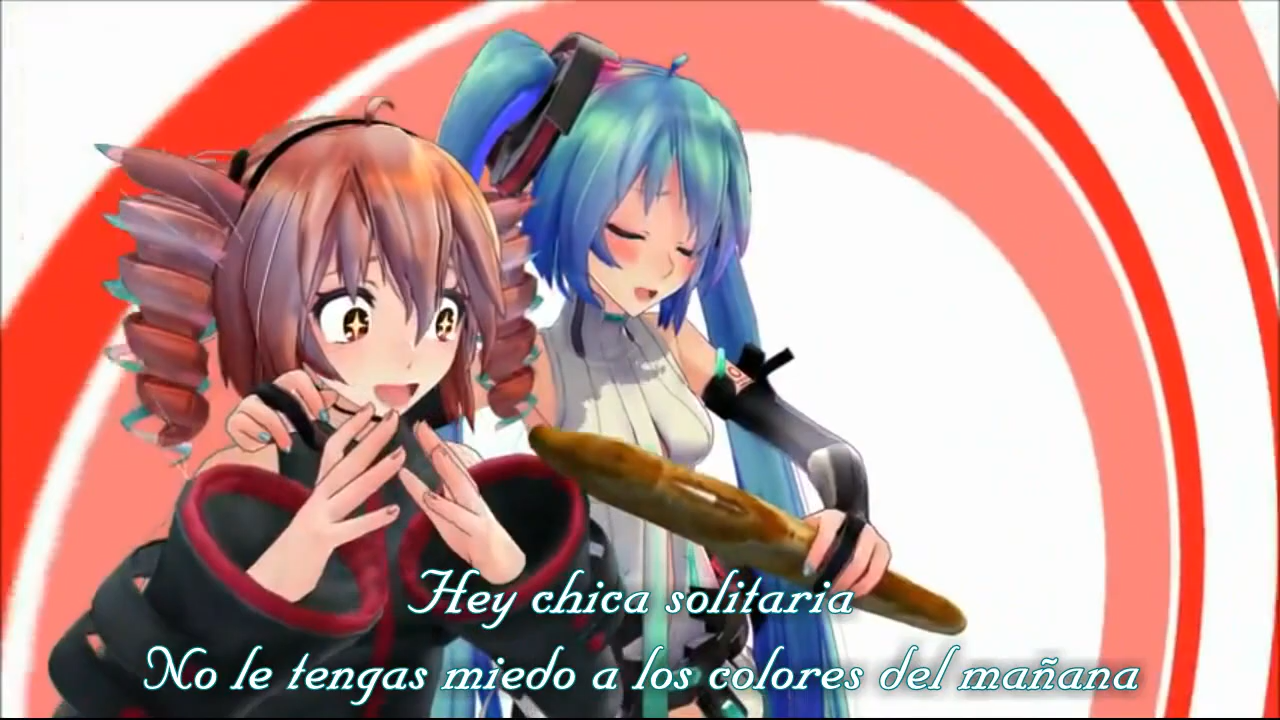 Hey chica solitaria
No le tengas miedo a los colores del mañana